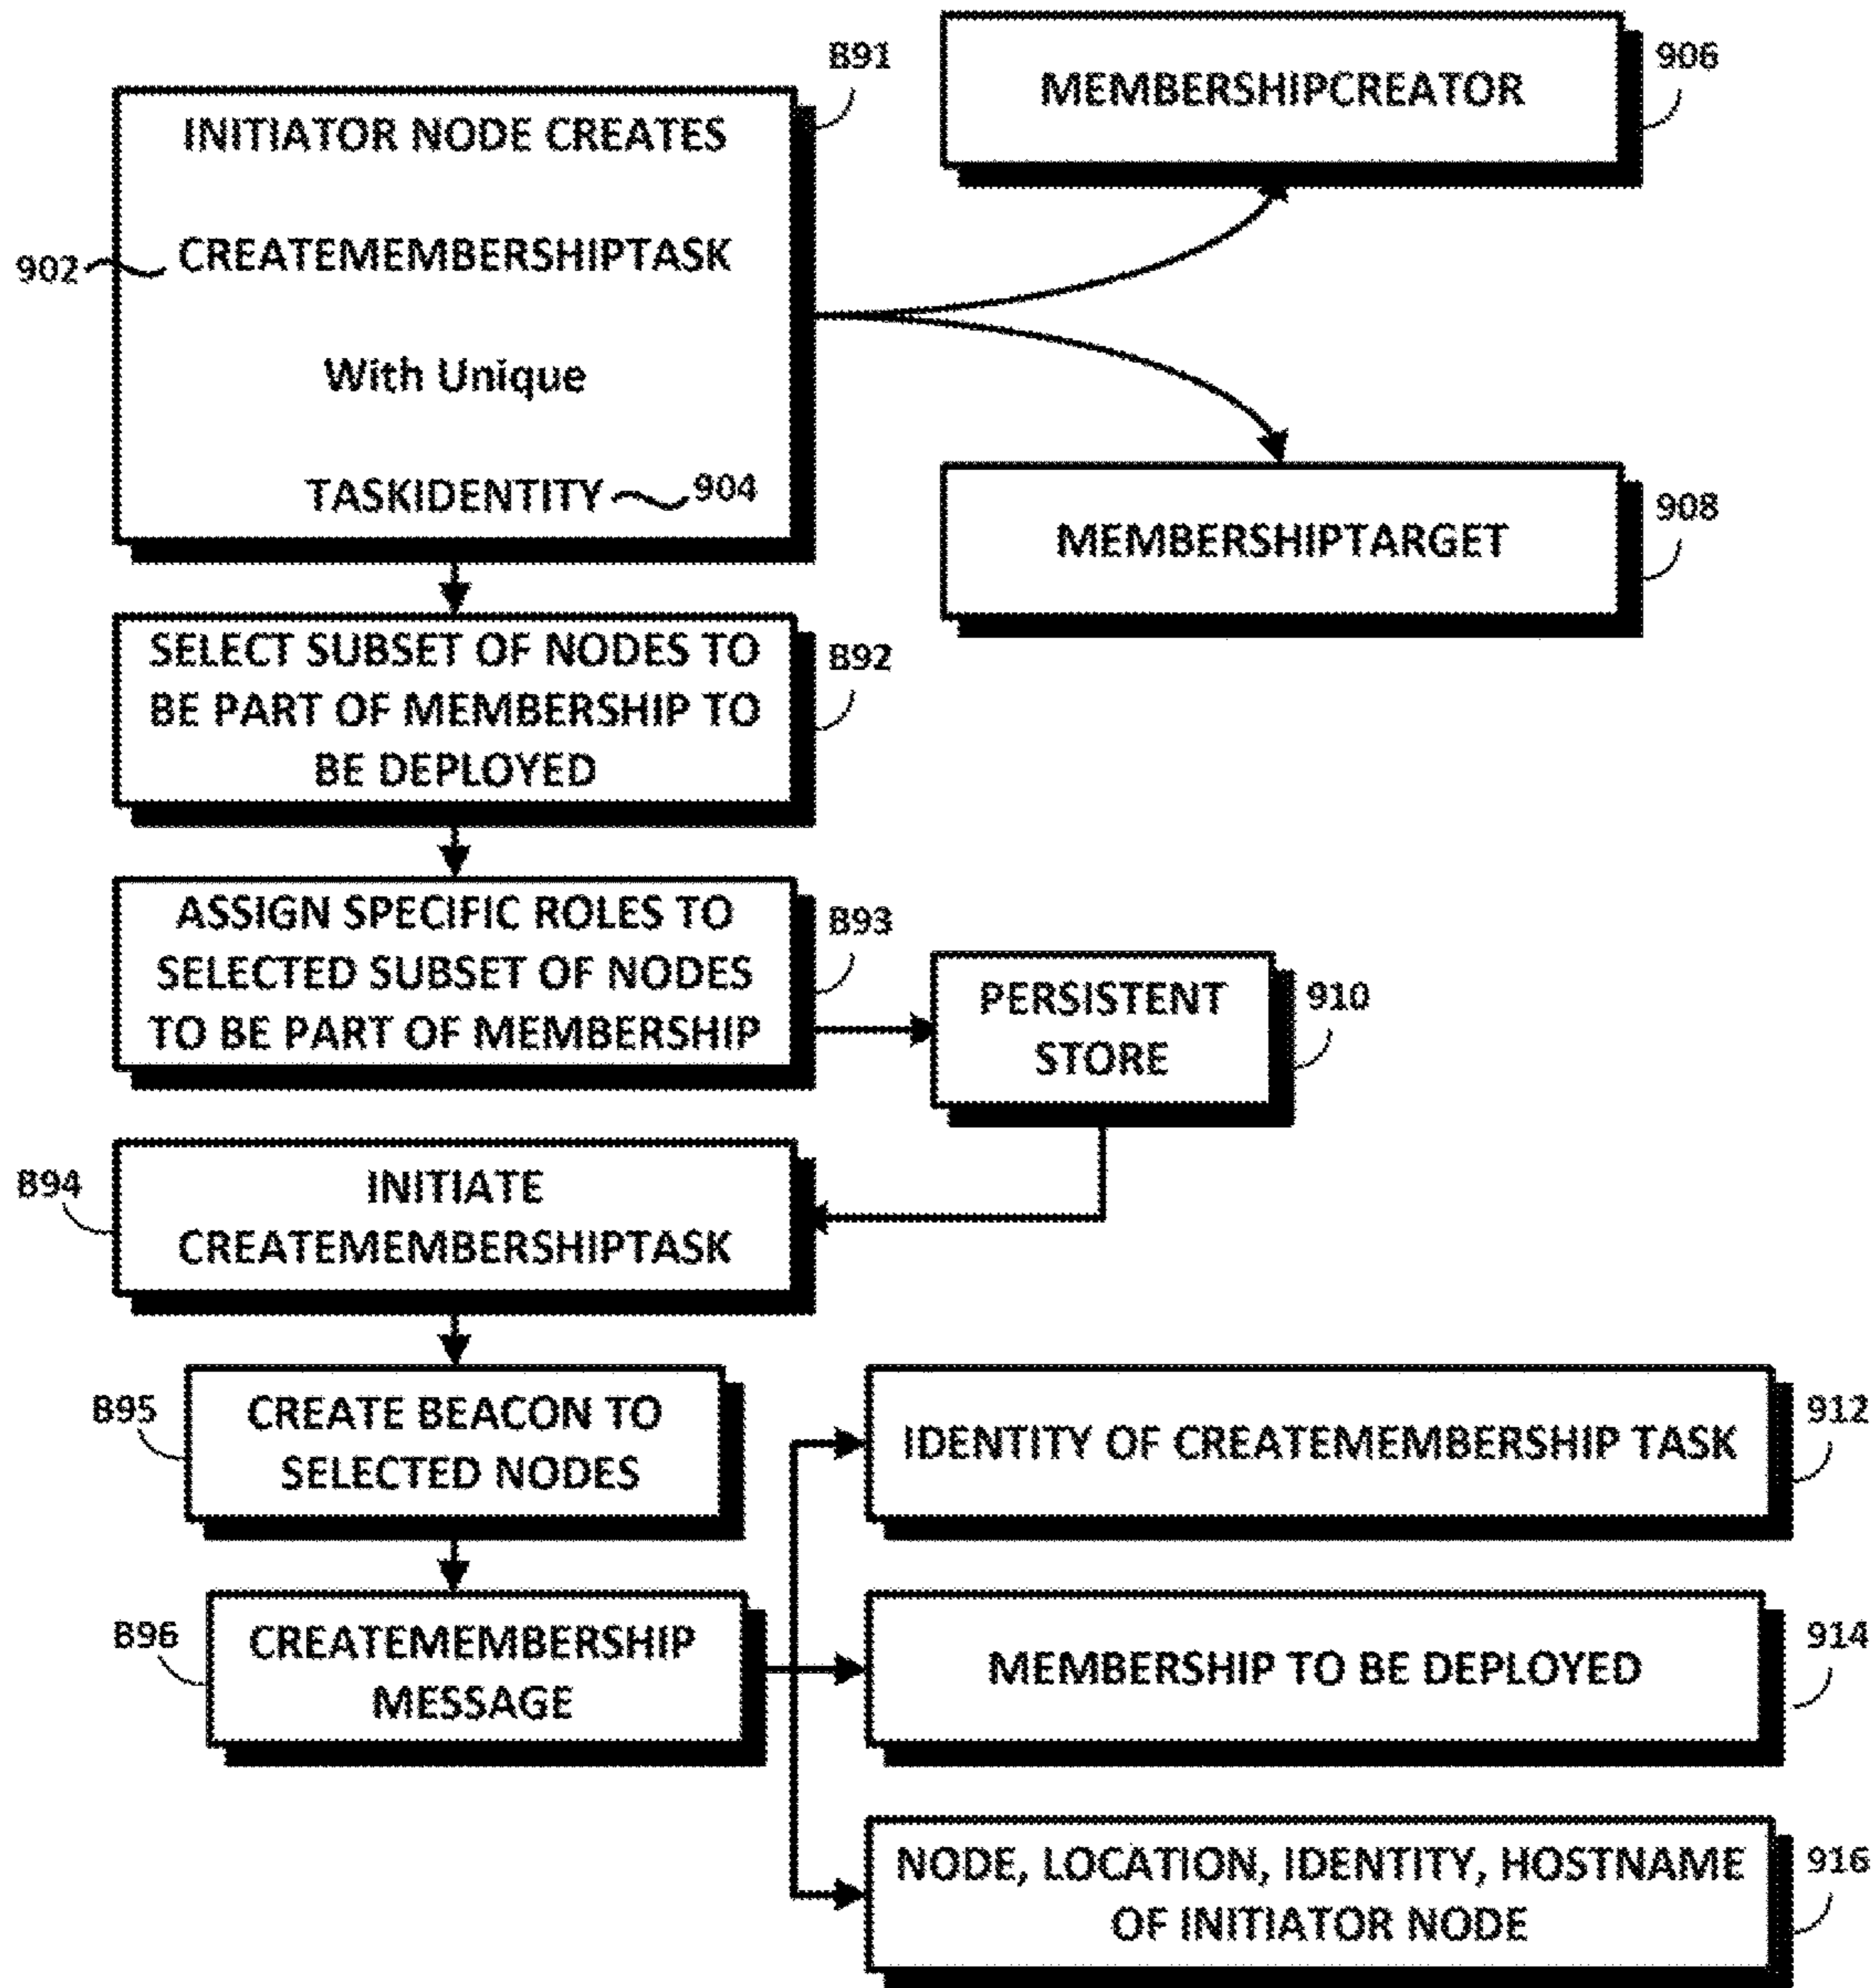 B91
INITIATOR NODE CREATES
902
CREATEMEMBERSHIPTASK
With Unique
TASKIDENTITY
904
MEMBERSHIPCREATOR
906
MEMBERSHIPTARGET
908
SELECT SUBSET OF NODES TO
BE PART OF MEMBERSHIP TO
BE DEPLOYED
B92
ASSIGN SPECIFIC ROLES TO
SELECTED SUBSET OF NODES
TO BE PART OF MEMBERSHIP
B93
PERSISTENT
STORE
910
B94
INITIATE
CREATEMEMBERSHIPTASK
B95
CREATE BEACON TO
SELECTED NODES
B96
CREATEMEMBERSHIP
MESSAGE
IDENTITY OF CREATEMEMBERSHIP TASK
912
MEMBERSHIP TO BE DEPLOYED
914
NODE, LOCATION, IDENTITY, HOSTNAME
OF INITIATOR NODE
916